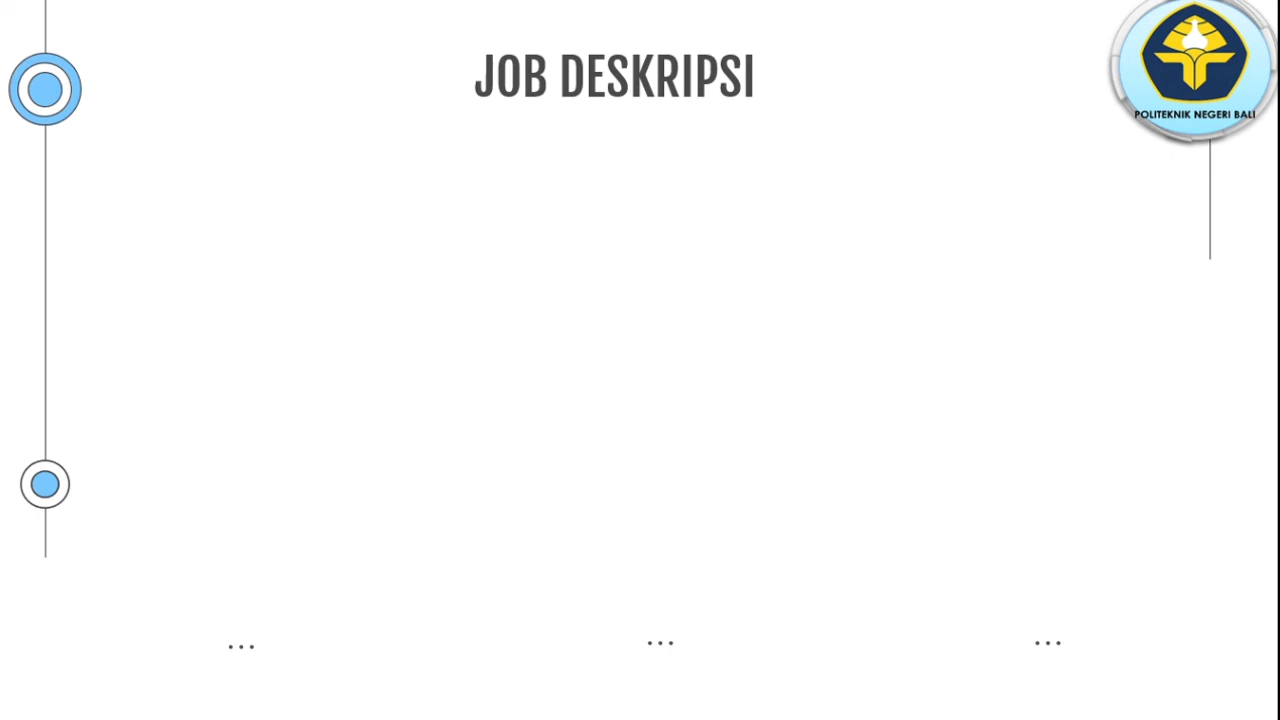 JOB DESKRIPSI
POLITEKNIK NEGERI BALI
... ... ...